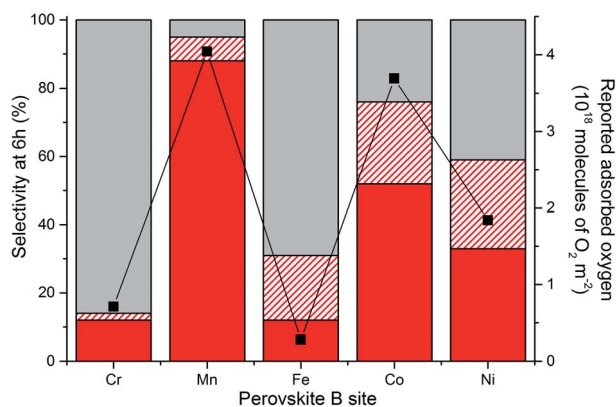 100
80
60
40
20
0
Selectivity at 6h (%)
Cr Mn Fe Co Ni
Perovskite B site
4
3
2
1
0
Reported adsorbed oxygen
(10¹⁸ molecules of O₂ m⁻²)